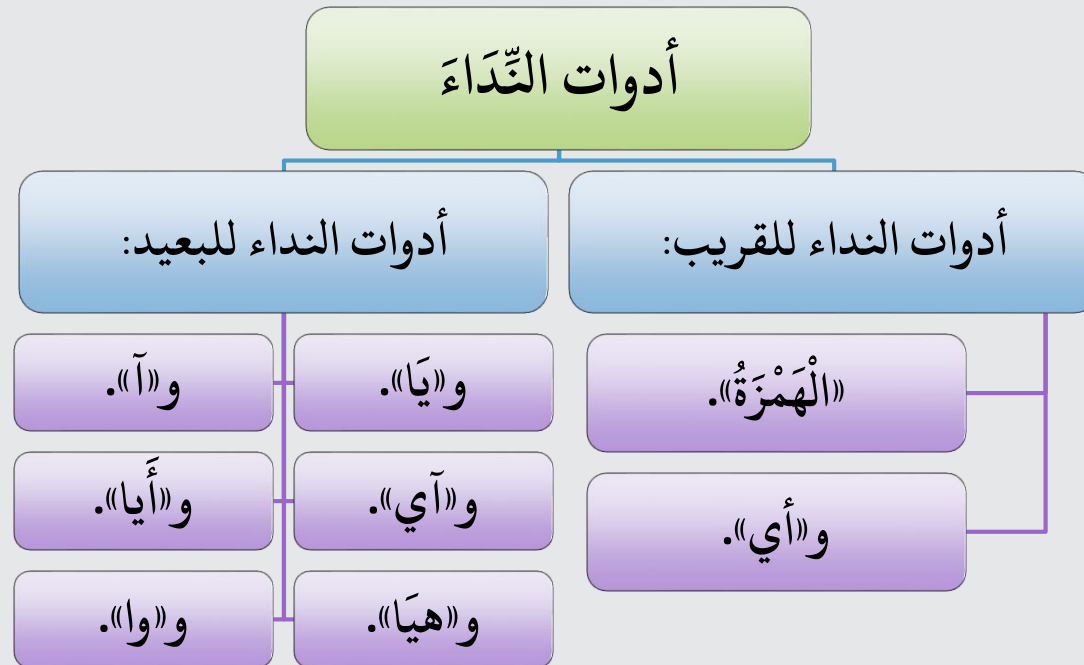 أدوات النِّدَاءَ
أدوات النداء للقريب:
«الْهَمْزَةُ».
و«أي».
أدوات النداء للبعيد:
و«يَا».
و«آ».
و«آي».
و«أَيا».
و«هيَا».
و«وا».